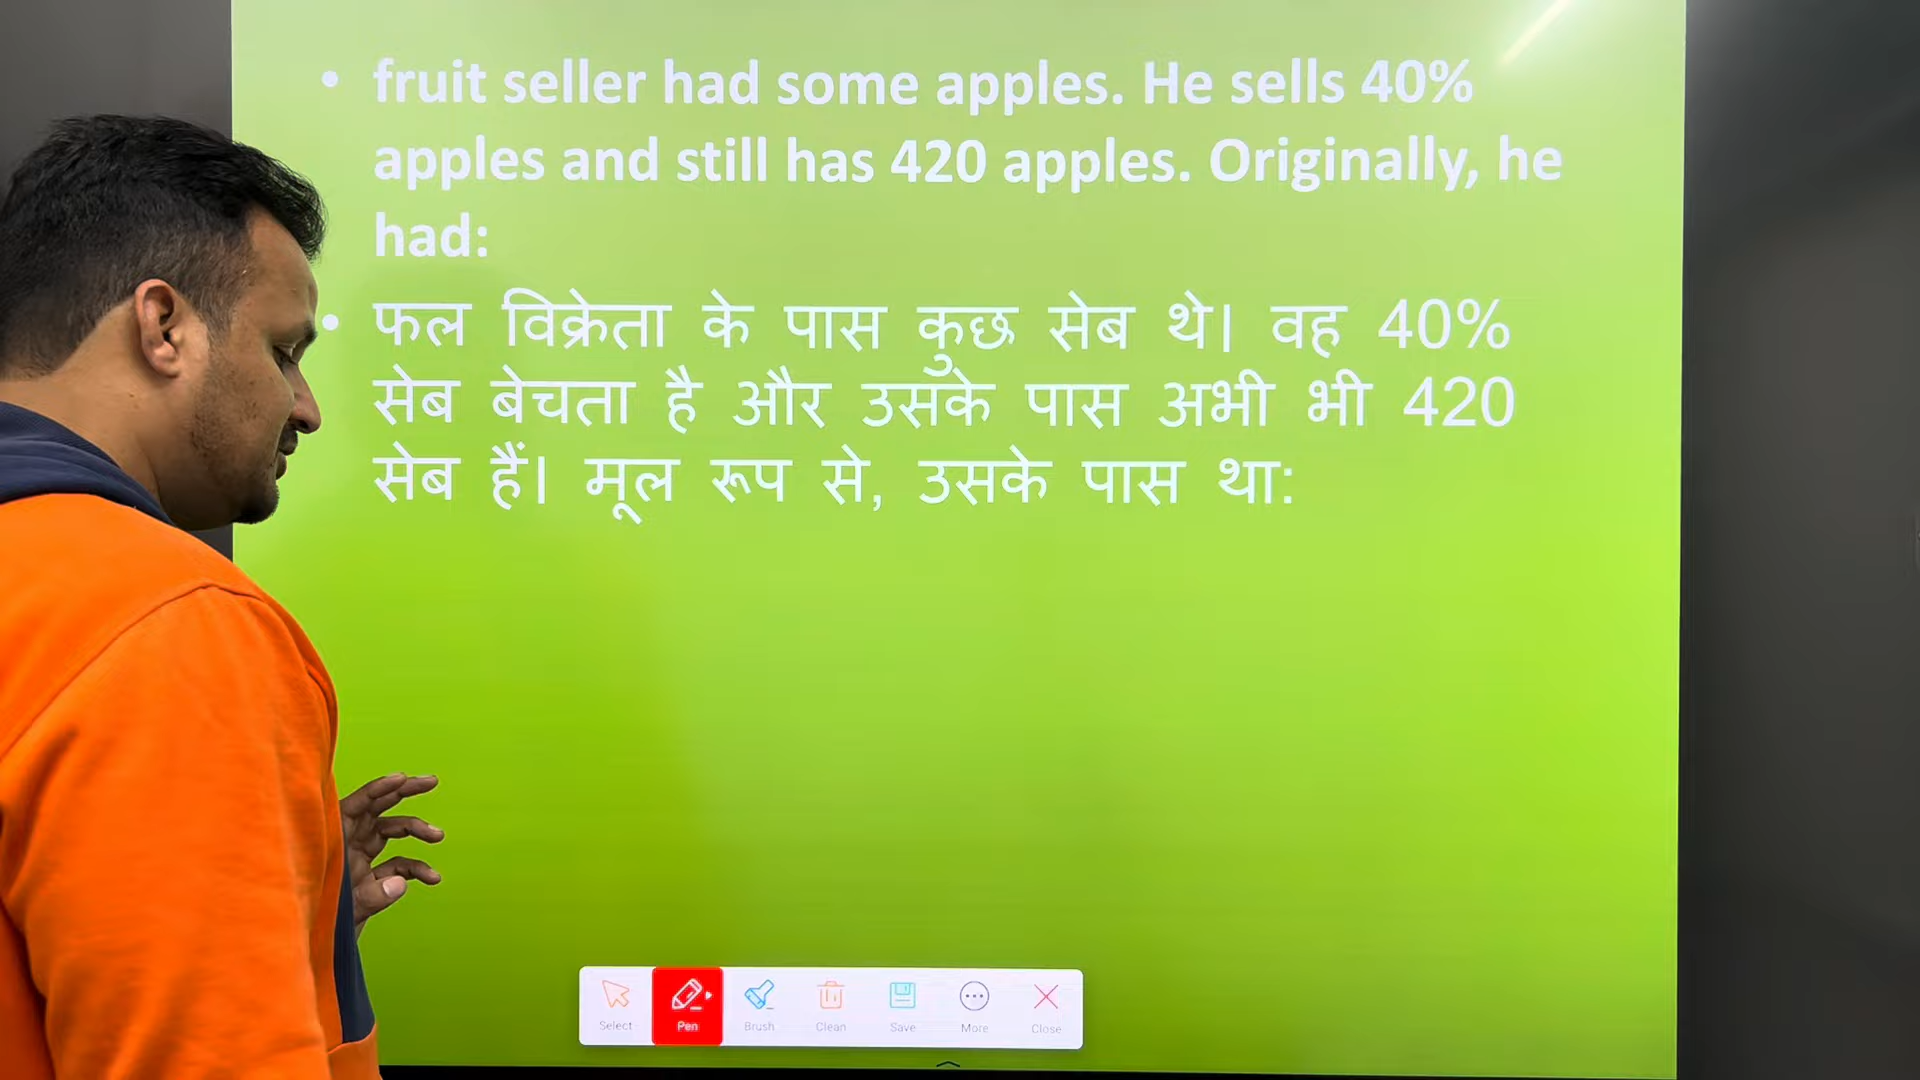 • fruit seller had some apples. He sells 40%
apples and still has 420 apples. Originally, he
had:
• फल विक्रेता के पास कुछ सेब थे। वह 40%
सेब बेचता है और उसके पास अभी भी 420
सेब हैं। मूल रूप से, उसके पास था:
Select Pen Brush Clean Save More Close